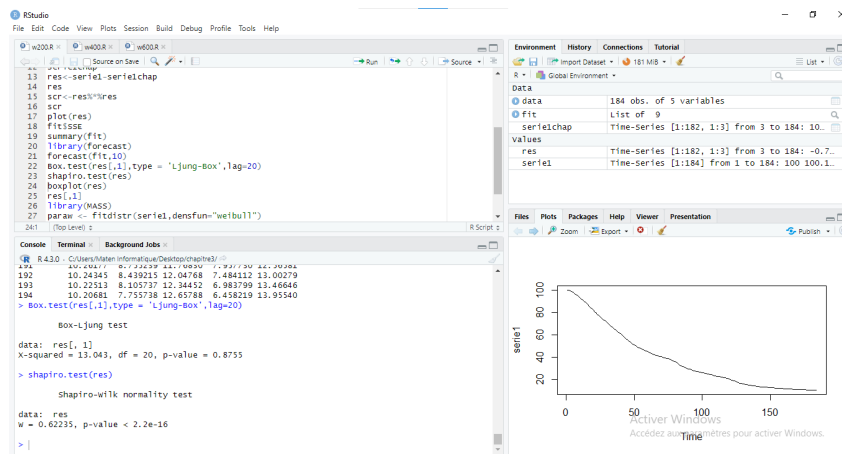 RStudio
File Edit Code View Plots Session Build Debug Profile Tools Help
w200.R × w400.R × w600.R ×
Source on Save Run Source
12 serie1chap
13 res<-serie1-serie1chap
14 res
15 scr<-res%*%res
16 scr
17 plot(res)
18 fit$SSE
19 summary(fit)
20 library(forecast)
21 forecast(fit,10)
22 Box.test(res[,1],type = 'Ljung-Box',lag=20)
23 shapiro.test(res)
24 boxplot(res)
25 res[,1]
26 library(MASS)
27 paraw <- fitdistr(serie1,densfun="weibull")
24:1 (Top Level) R Script
Console Terminal × Background Jobs ×
R 4.3.0 · C:/Users/Maten Informatique/Desktop/chapitre3/
191 10.26177 8.755239 11.76830 7.957730 12.56581
192 10.24345 8.439215 12.04768 7.484112 13.00279
193 10.22513 8.105737 12.34452 6.983799 13.46646
194 10.20681 7.755738 12.65788 6.458219 13.95540
> Box.test(res[,1],type = 'Ljung-Box',lag=20)
Box-Ljung test
data: res[, 1]
X-squared = 13.043, df = 20, p-value = 0.8755
> shapiro.test(res)
Shapiro-Wilk normality test
data: res
W = 0.62235, p-value < 2.2e-16
>
Environment History Connections Tutorial
Import Dataset 181 MiB List
R Global Environment
Data
data 184 obs. of 5 variables
fit List of 9
serie1chap Time-Series [1:182, 1:3] from 3 to 184: 10…
Values
res Time-Series [1:182, 1:3] from 3 to 184: -0.7…
serie1 Time-Series [1:184] from 1 to 184: 100 100.1…
Files Plots Packages Help Viewer Presentation
Zoom Export Publish
serie1
100
80
60
40
20
0 50 100 150
Time
Activer Windows
Accédez aux paramètres pour activer Windows.